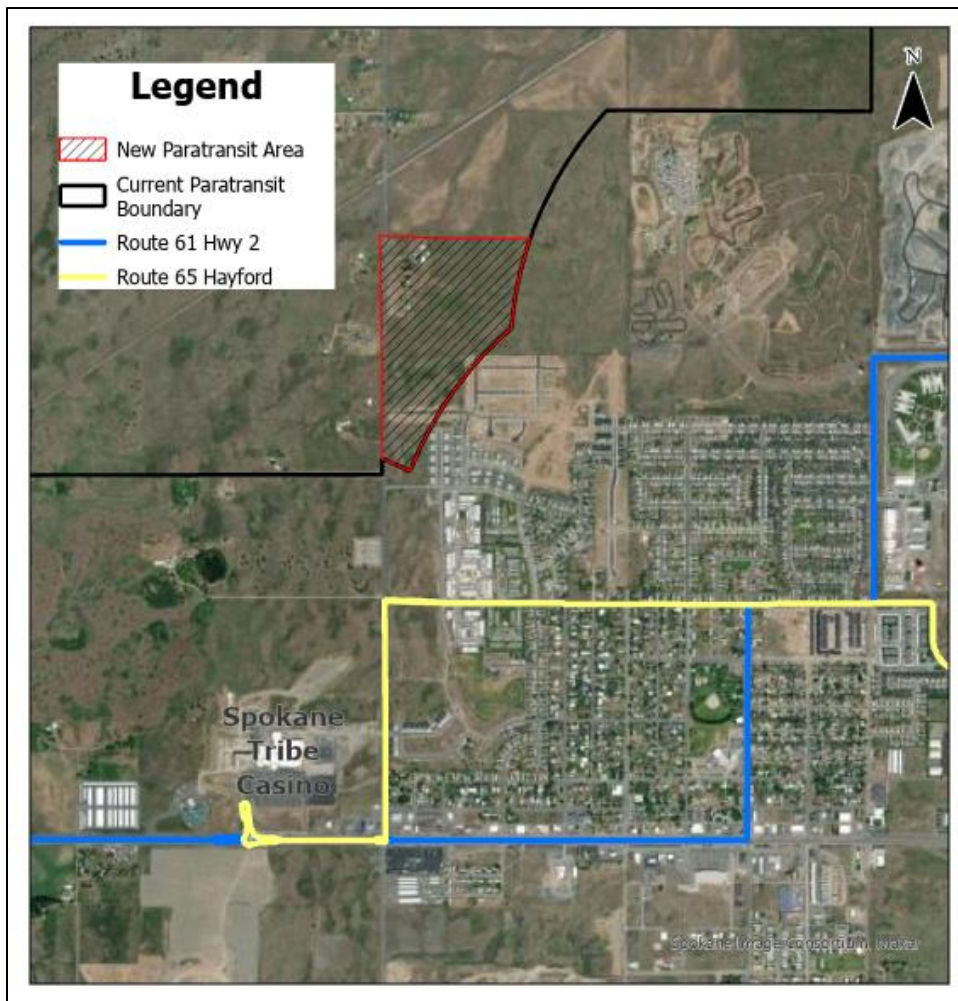 Legend
New Paratransit Area
Current Paratransit
Boundary
Route 61 Hwy 2
Route 65 Hayford
N
Spokane
Tribe
Casino
Spokane Image Consortium, Maxar